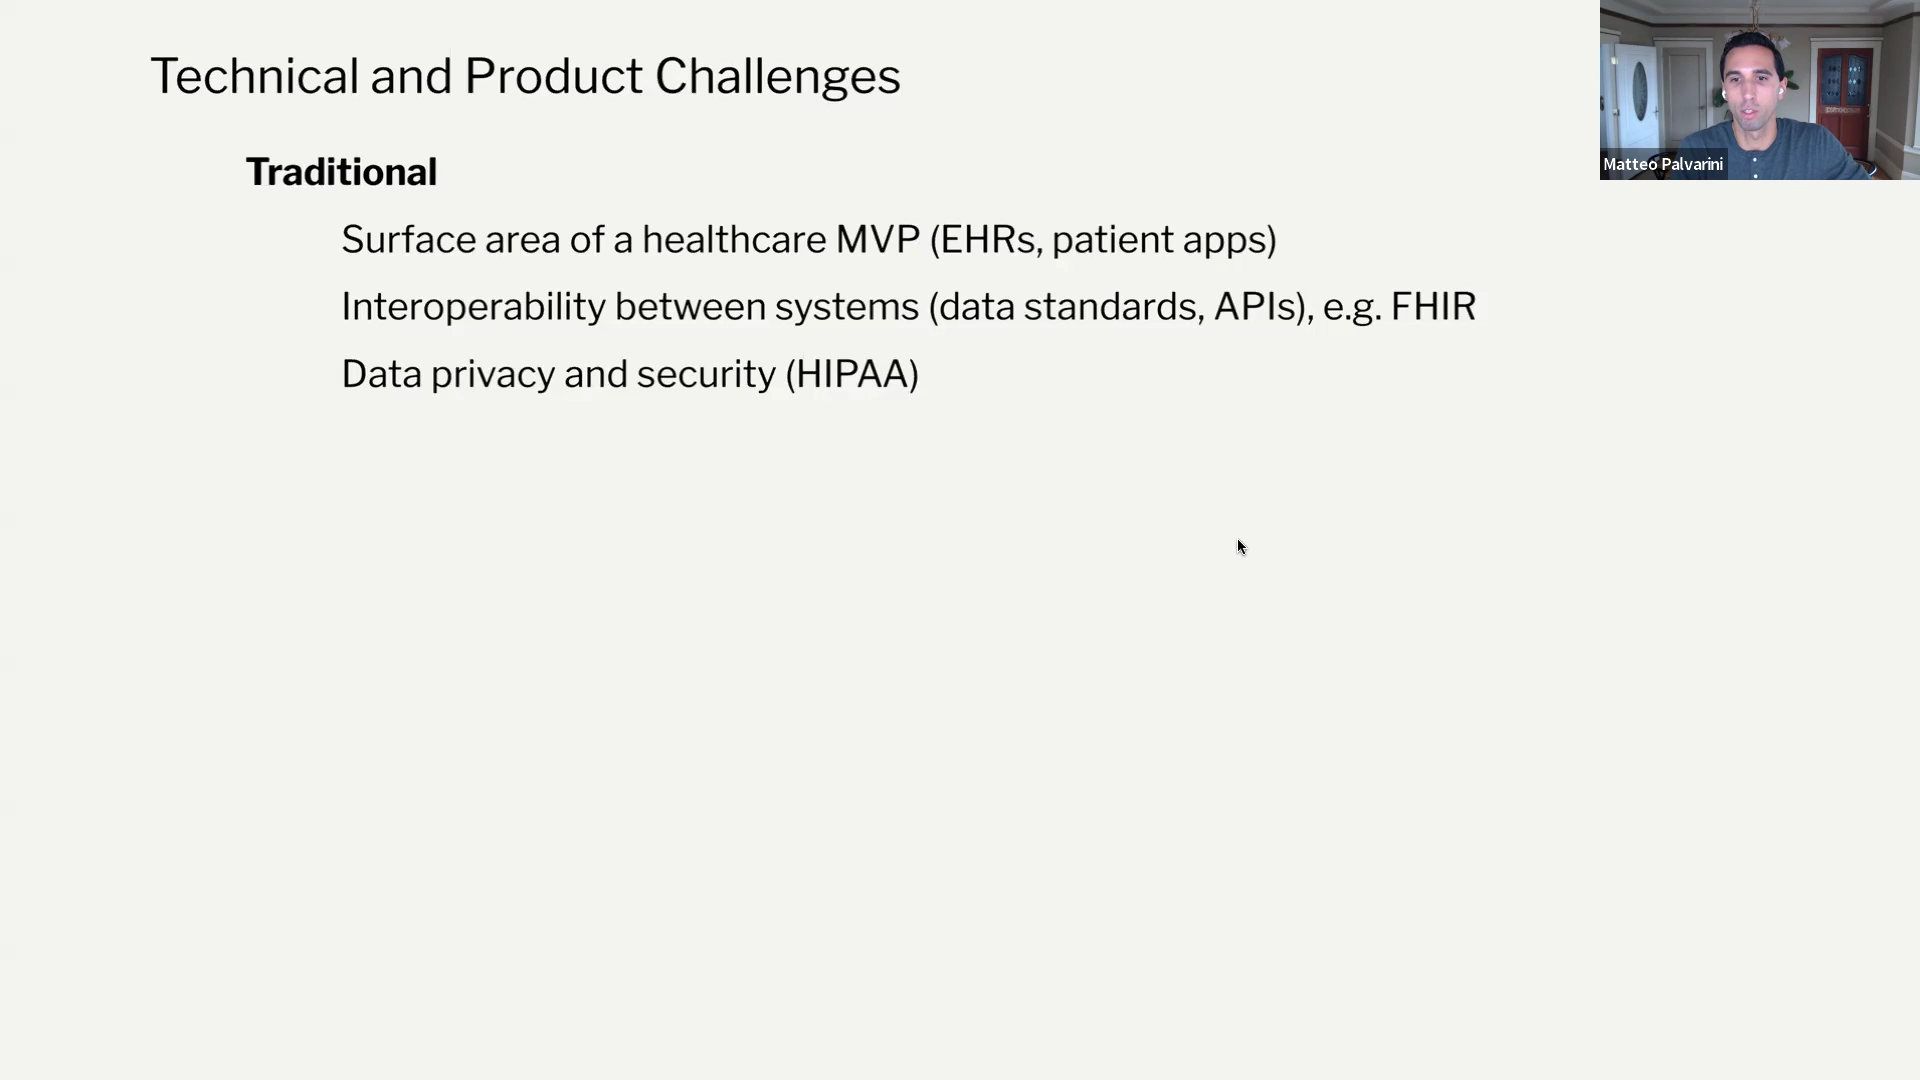 Technical and Product Challenges
Matteo Palvarini
Traditional
Surface area of a healthcare MVP (EHRs, patient apps)
Interoperability between systems (data standards, APIs), e.g. FHIR
Data privacy and security (HIPAA)